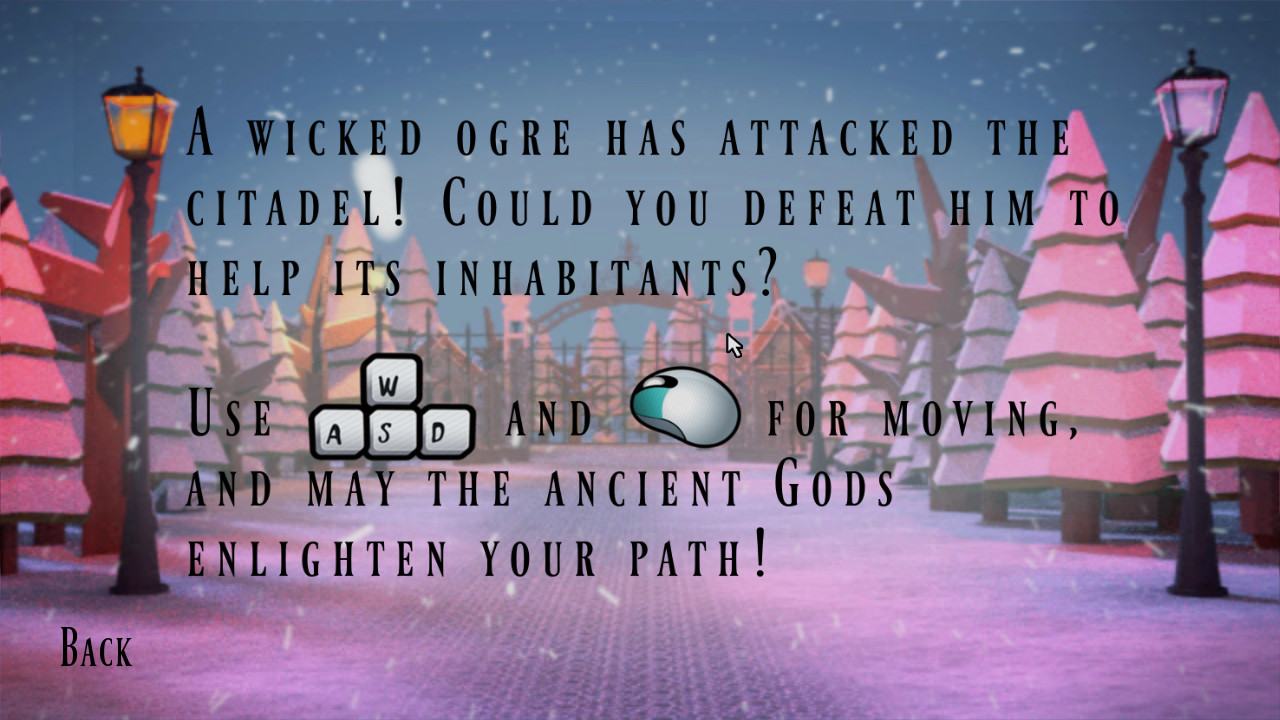 A wicked ogre has attacked the
citadel! Could you defeat him to
help its inhabitants?
W
Use A S D and for moving,
and may the ancient Gods
enlighten your path!
Back